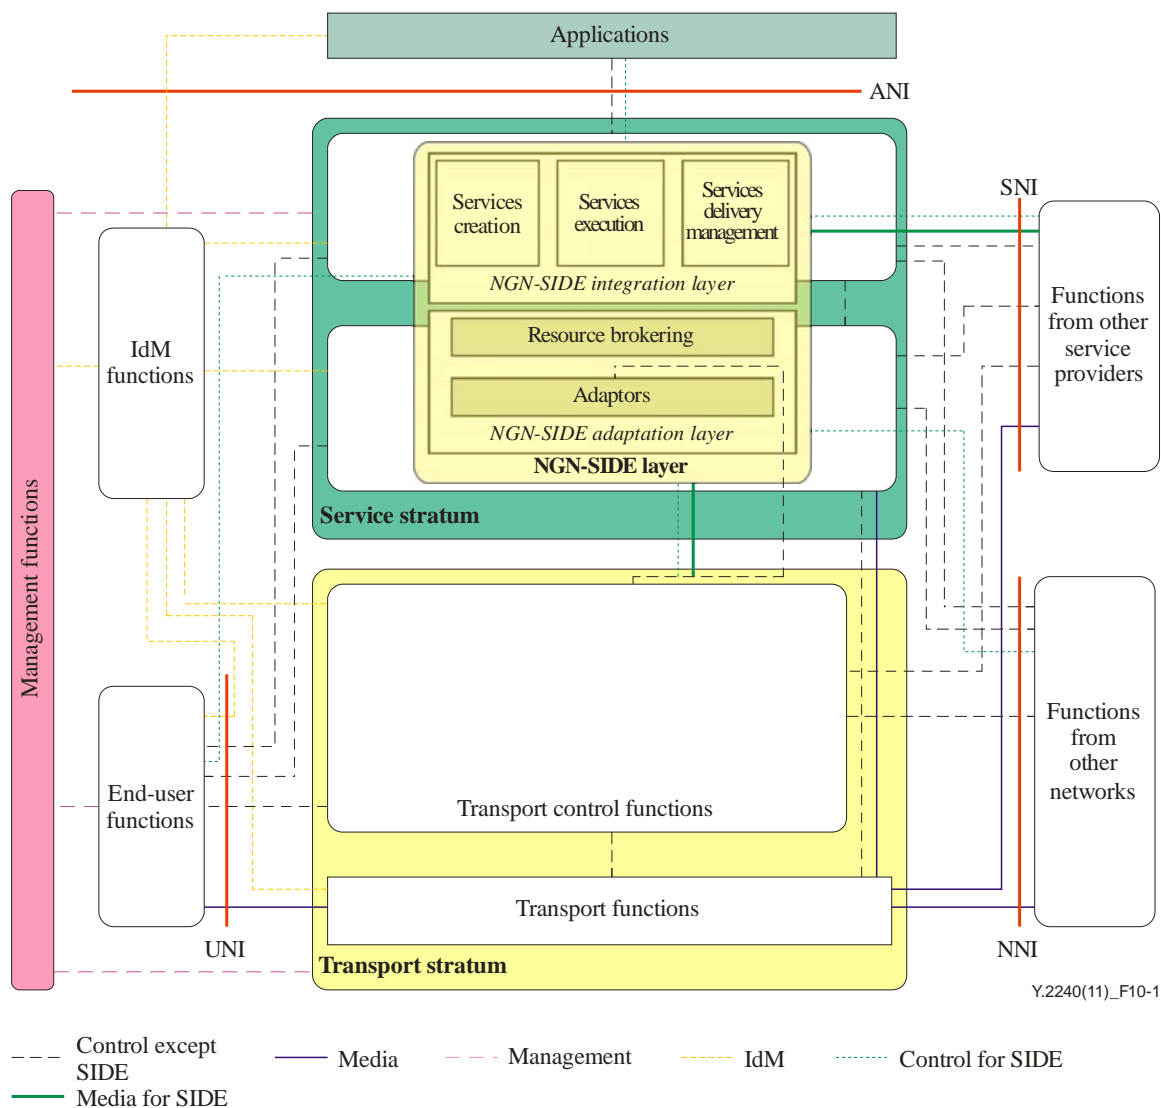 Applications
ANI
Services
creation
Services
execution
Services
delivery
management
NGN-SIDE integration layer
Resource brokering
Adaptors
NGN-SIDE adaptation layer
NGN-SIDE layer
Service stratum
SNI
Functions
from other
service
providers
IdM
functions
Management functions
End-user
functions
UNI
Transport control functions
Transport functions
Transport stratum
NNI
Functions
from
other
networks
Y.2240(11)_F10-1
Control except
SIDE
Media
Management
IdM
Control for SIDE
Media for SIDE